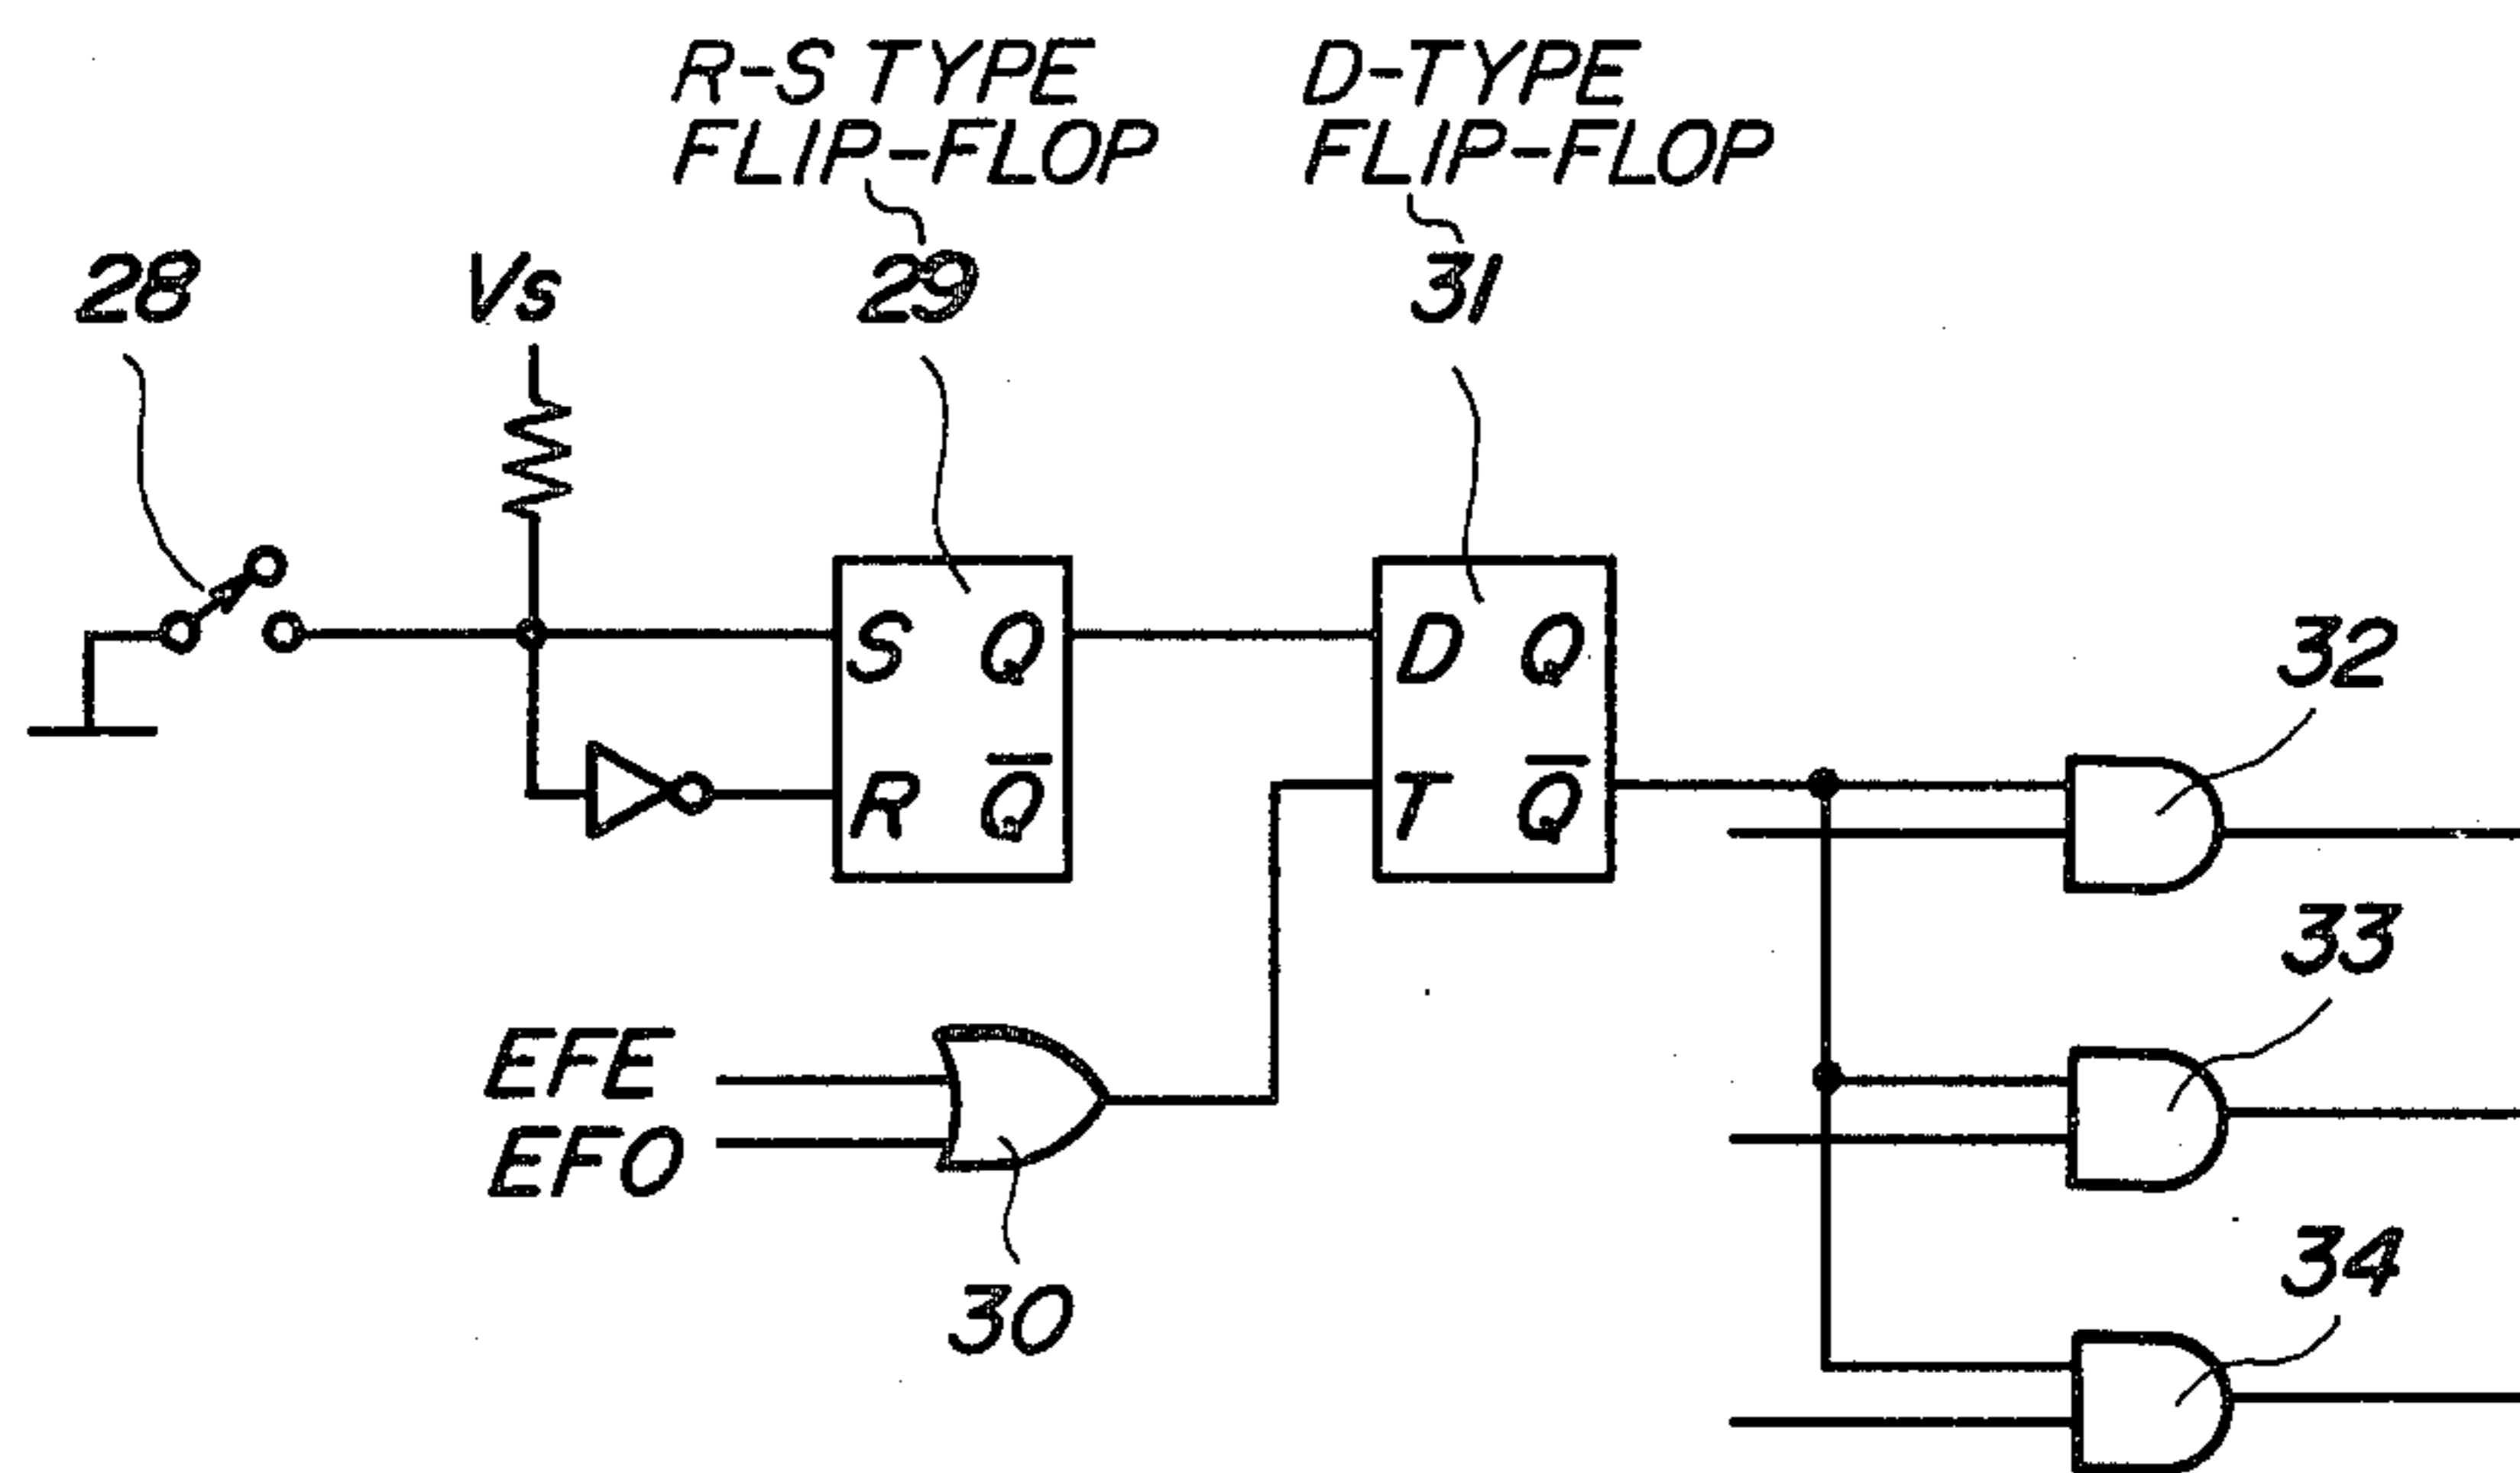 R-S TYPE
FLIP-FLOP
D-TYPE
FLIP-FLOP
28
Vs
29
31
S Q
R Q̅
D Q
T Q̅
32
33
EFE
EFO
30
34